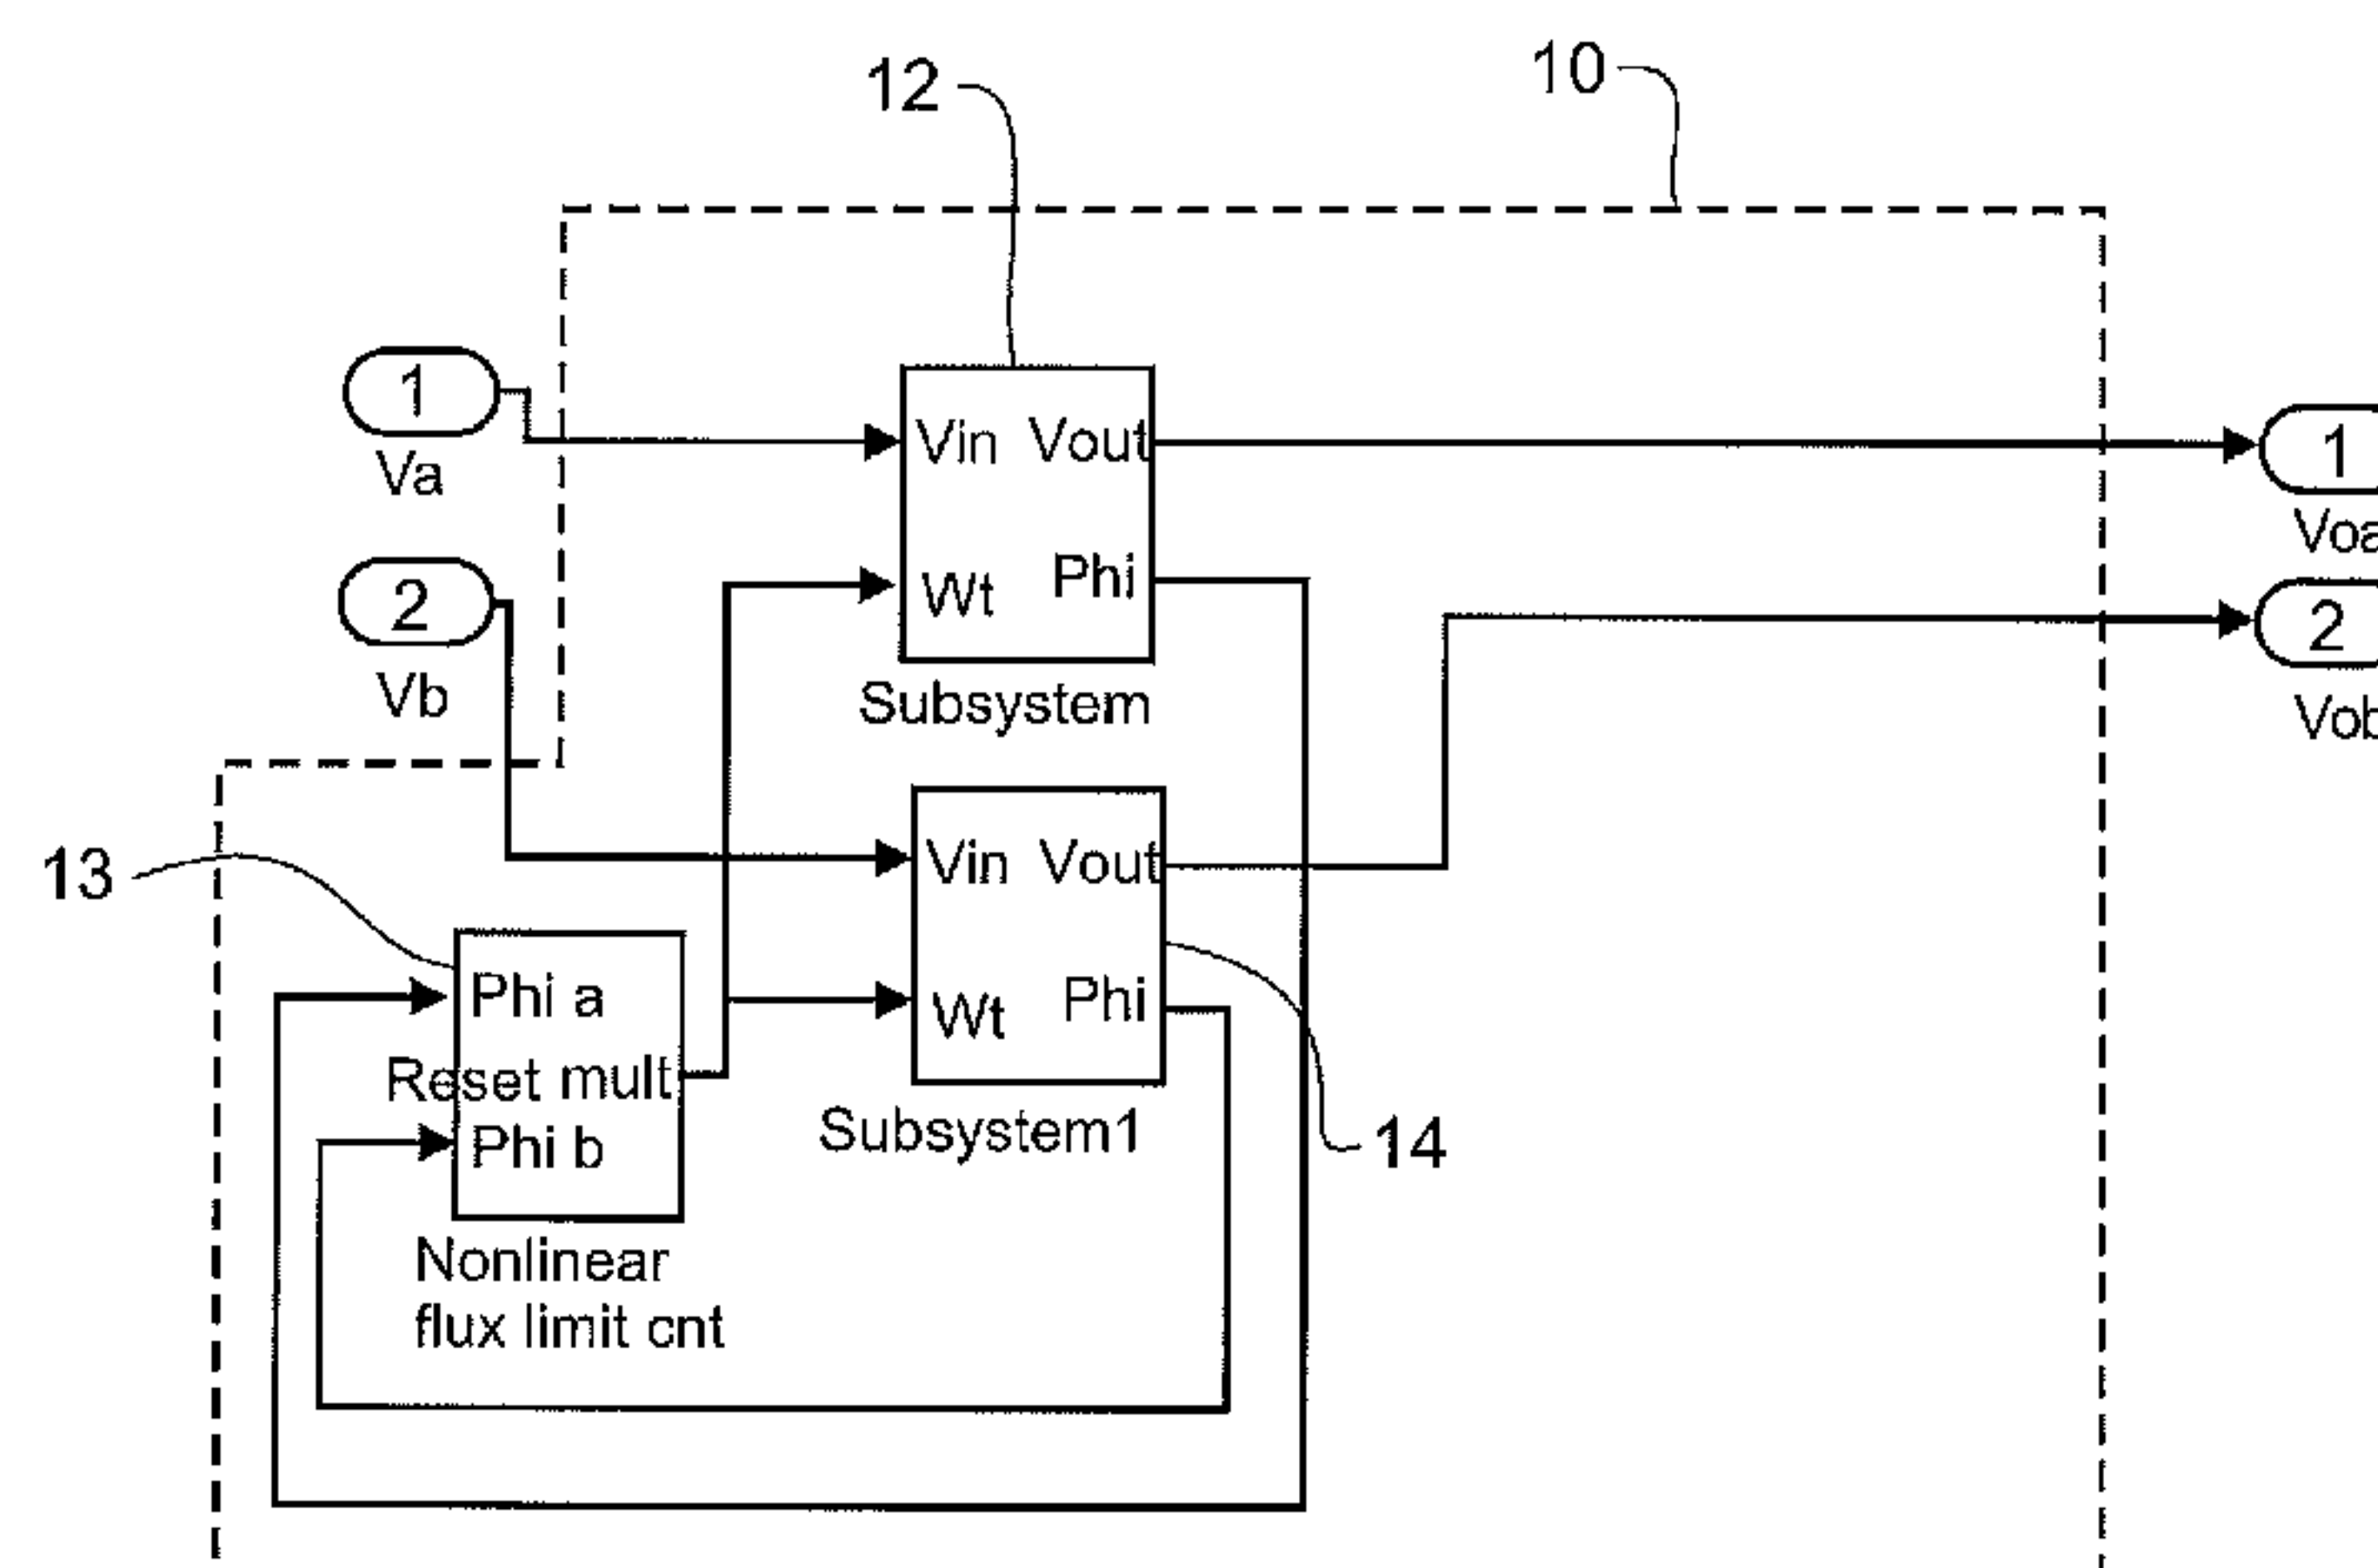 12
10
1
Va
Vin Vout
Wt Phi
Subsystem
1
Voa
2
Vb
2
Vob
13
Vin Vout
Wt Phi
Subsystem1
14
Phi a
Reset mult
Phi b
Nonlinear
flux limit cnt